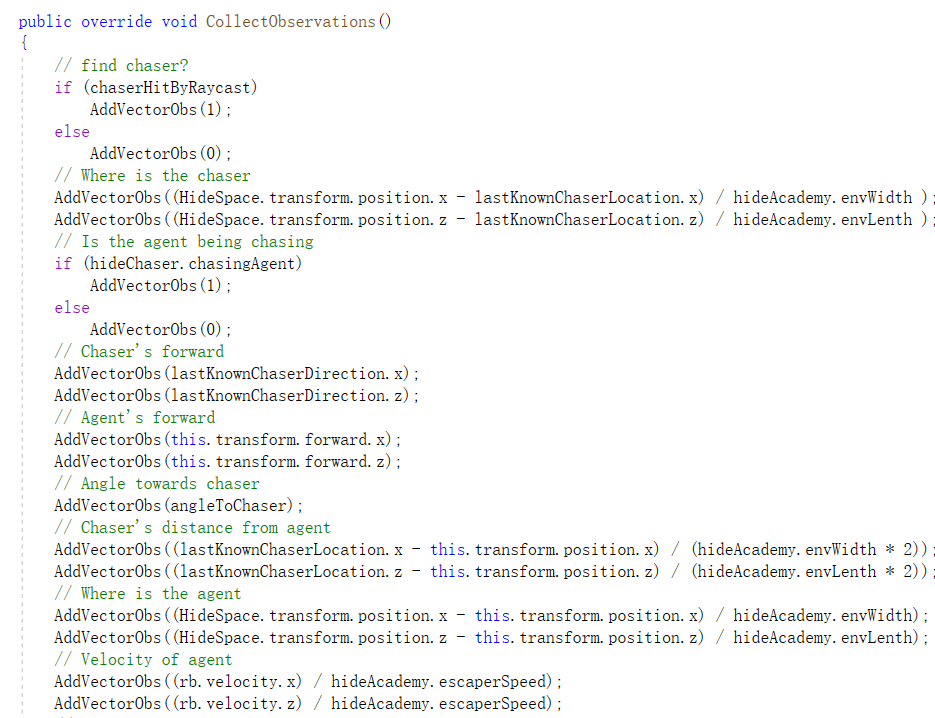 public override void CollectObservations()
{
// find chaser?
if (chaserHitByRaycast)
AddVectorObs(1);
else
AddVectorObs(0);
// Where is the chaser
AddVectorObs((HideSpace.transform.position.x - lastKnownChaserLocation.x) / hideAcademy.envWidth );
AddVectorObs((HideSpace.transform.position.z - lastKnownChaserLocation.z) / hideAcademy.envLenth );
// Is the agent being chasing
if (hideChaser.chasingAgent)
AddVectorObs(1);
else
AddVectorObs(0);
// Chaser's forward
AddVectorObs(lastKnownChaserDirection.x);
AddVectorObs(lastKnownChaserDirection.z);
// Agent's forward
AddVectorObs(this.transform.forward.x);
AddVectorObs(this.transform.forward.z);
// Angle towards chaser
AddVectorObs(angleToChaser);
// Chaser's distance from agent
AddVectorObs((lastKnownChaserLocation.x - this.transform.position.x) / (hideAcademy.envWidth * 2));
AddVectorObs((lastKnownChaserLocation.z - this.transform.position.z) / (hideAcademy.envLenth * 2));
// Where is the agent
AddVectorObs((HideSpace.transform.position.x - this.transform.position.x) / hideAcademy.envWidth);
AddVectorObs((HideSpace.transform.position.z - this.transform.position.z) / hideAcademy.envLenth);
// Velocity of agent
AddVectorObs((rb.velocity.x) / hideAcademy.escaperSpeed);
AddVectorObs((rb.velocity.z) / hideAcademy.escaperSpeed);